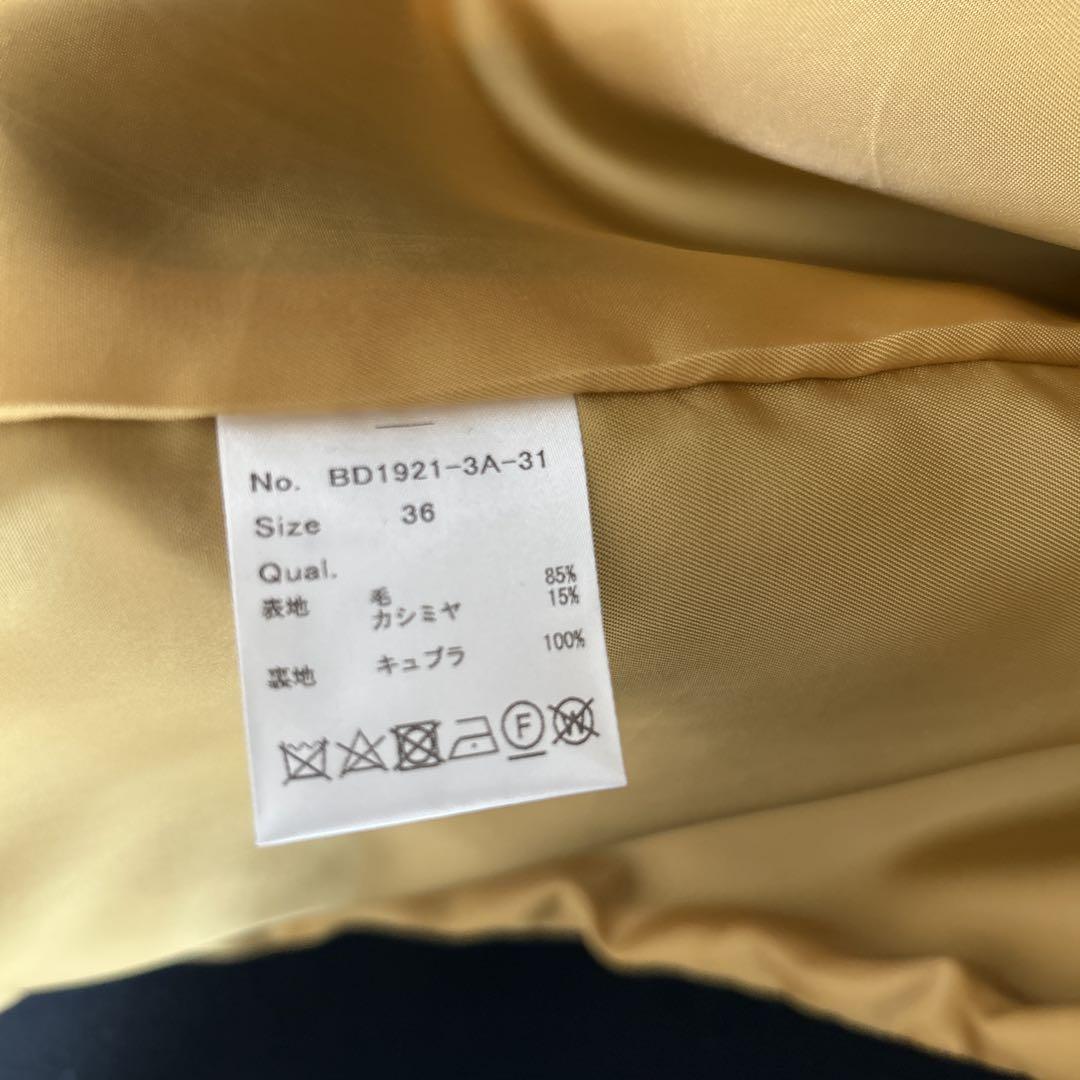 No. BD1921-3A-31
Size 36
Qual.
表地 毛 85%
カシミヤ 15%
裏地 キュプラ 100%
F W